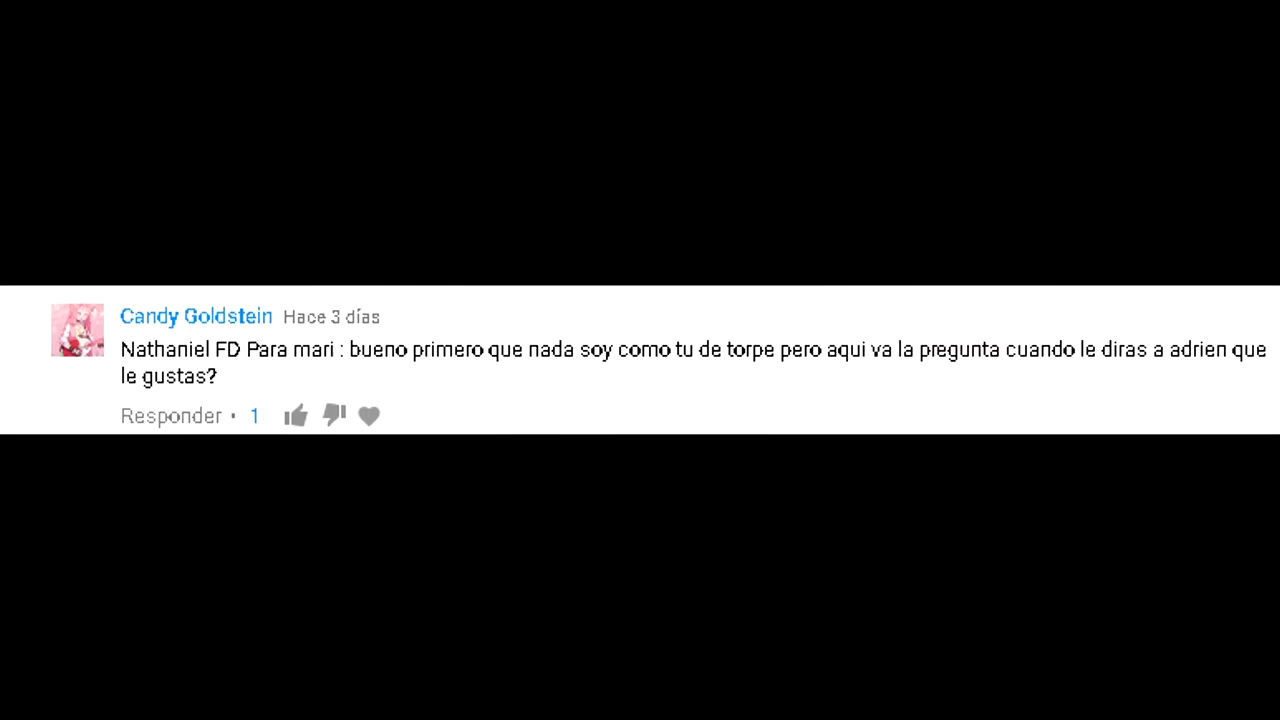 Candy Goldstein Hace 3 días
Nathaniel FD Para mari : bueno primero que nada soy como tu de torpe pero aqui va la pregunta cuando le diras a adrien que
le gustas?
Responder • 1